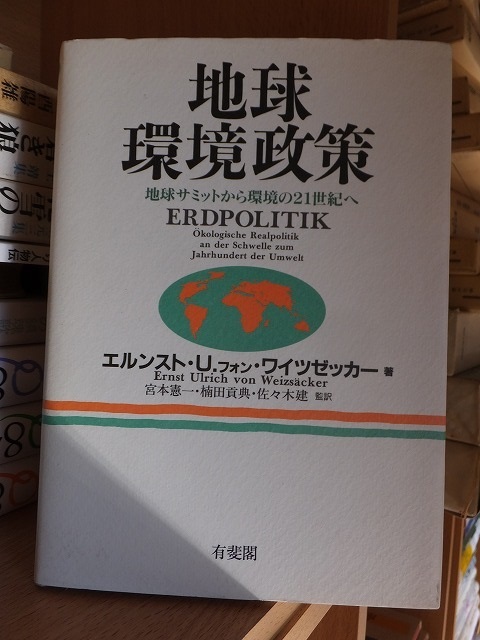 地球
環境政策
地球サミットから環境の21世紀へ
ERDPOLITIK
Ökologische Realpolitik
an der Schwelle zum
Jahrhundert der Umwelt
エルンスト・U.フォン・ワイツゼッカー 著
Ernst Ulrich von Weizsäcker
宮本憲一・楠田貢典・佐々木建 監訳
有斐閣